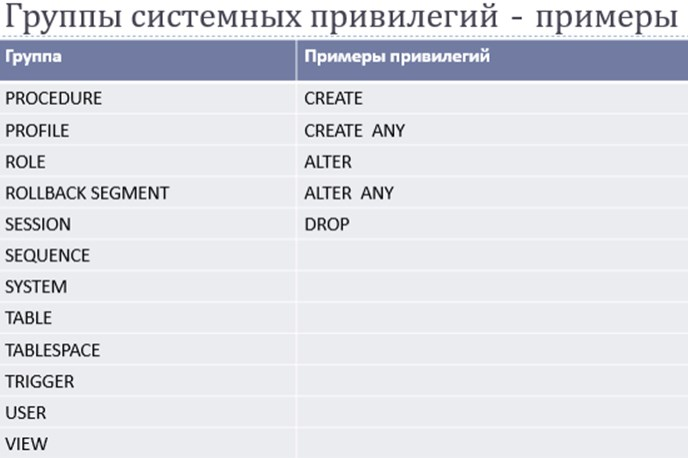 Группы системных привилегий - примеры
Группа Примеры привилегий
PROCEDURE CREATE
PROFILE CREATE ANY
ROLE ALTER
ROLLBACK SEGMENT ALTER ANY
SESSION DROP
SEQUENCE
SYSTEM
TABLE
TABLESPACE
TRIGGER
USER
VIEW